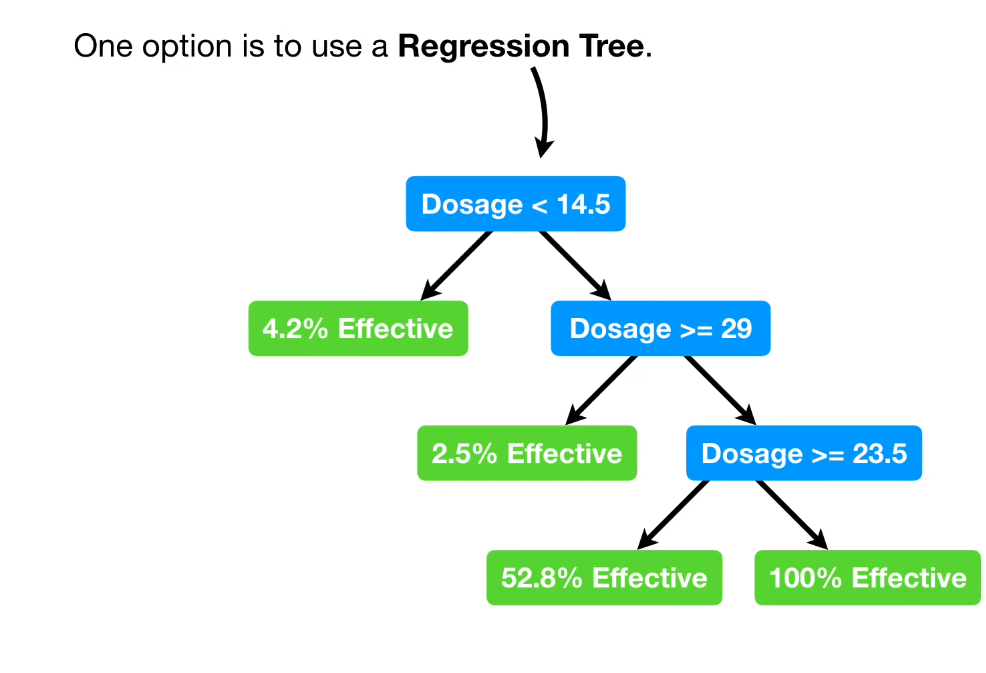 One option is to use a Regression Tree.
Dosage < 14.5
4.2% Effective
Dosage >= 29
2.5% Effective
Dosage >= 23.5
52.8% Effective
100% Effective